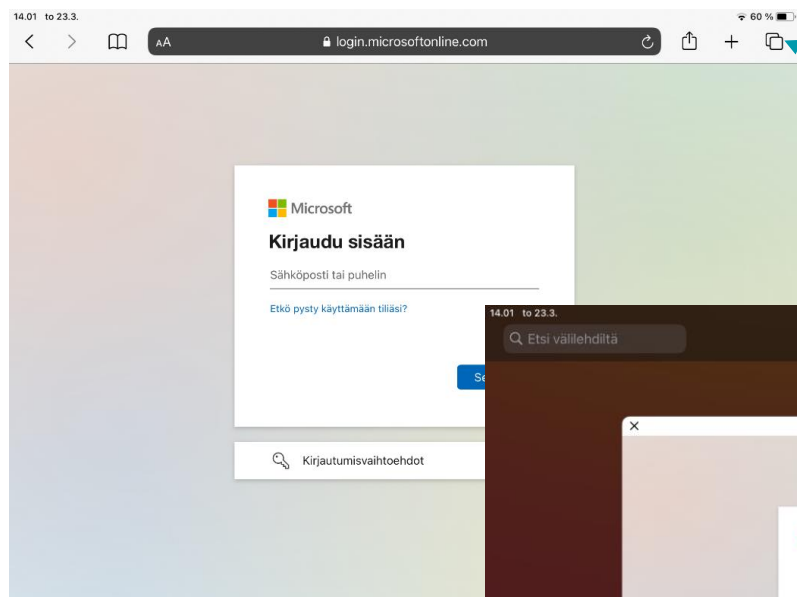 14.01 to 23.3.
60 %
AA
login.microsoftonline.com
Microsoft
Kirjaudu sisään
Sähköposti tai puhelin
Etkö pysty käyttämään tiliäsi?
Se
Kirjautumisvaihtoehdot
14.01 to 23.3.
Etsi välilehdiltä